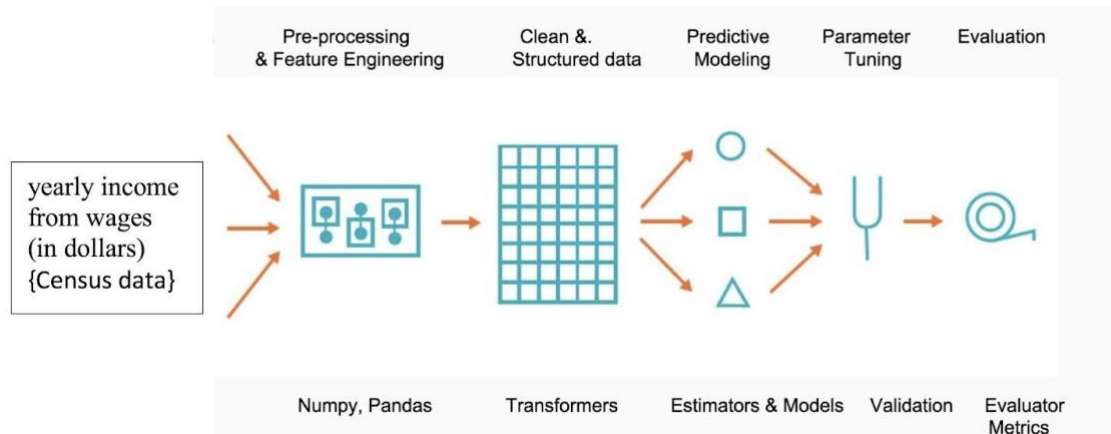 Pre-processing
& Feature Engineering
Clean &.
Structured data
Predictive
Modeling
Parameter
Tuning
Evaluation
yearly income
from wages
(in dollars)
{Census data}
Numpy, Pandas
Transformers
Estimators & Models
Validation
Evaluator
Metrics